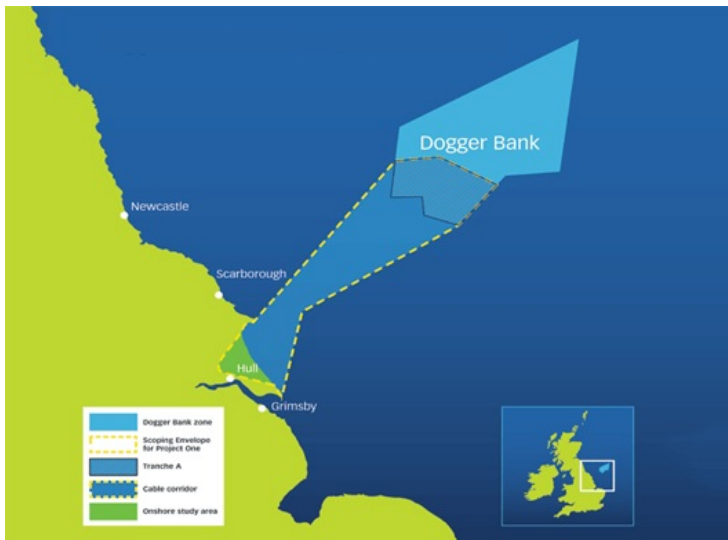 Dogger Bank
Newcastle
Scarborough
Hull
Grimsby
Dogger Bank zone
Scoping Envelope
for Project One
Tranche A
Cable corridor
Onshore study area